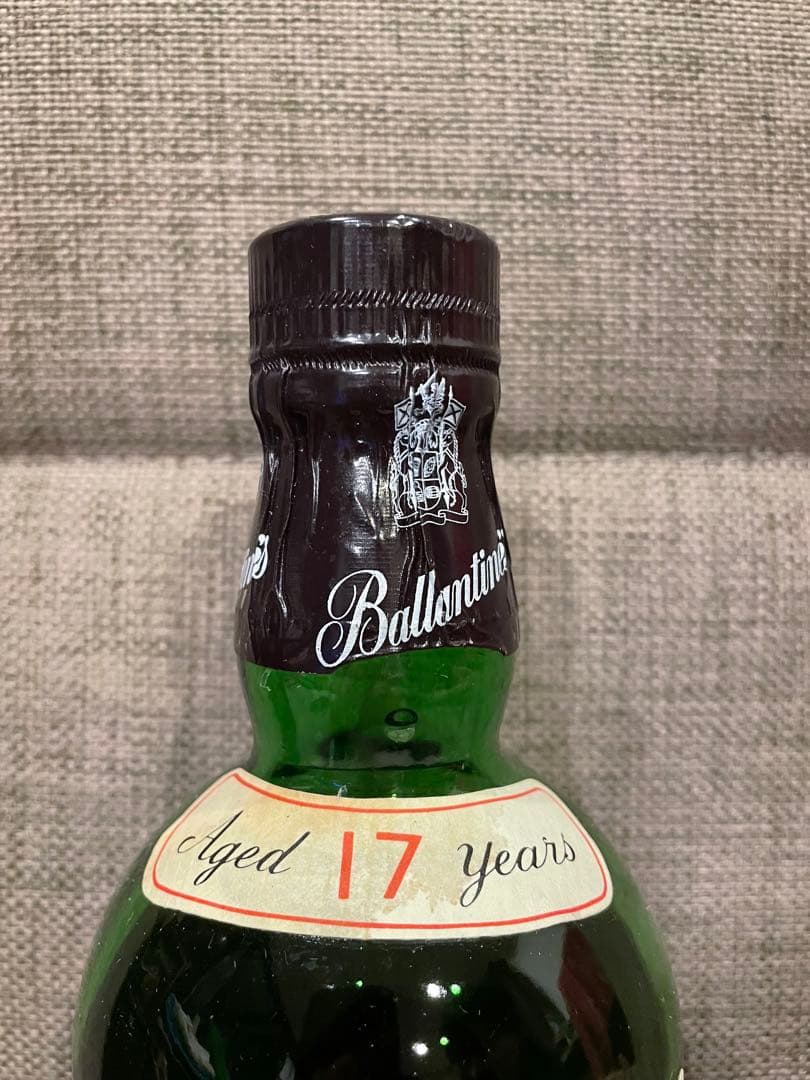 Ballantine's
Aged 17 Years